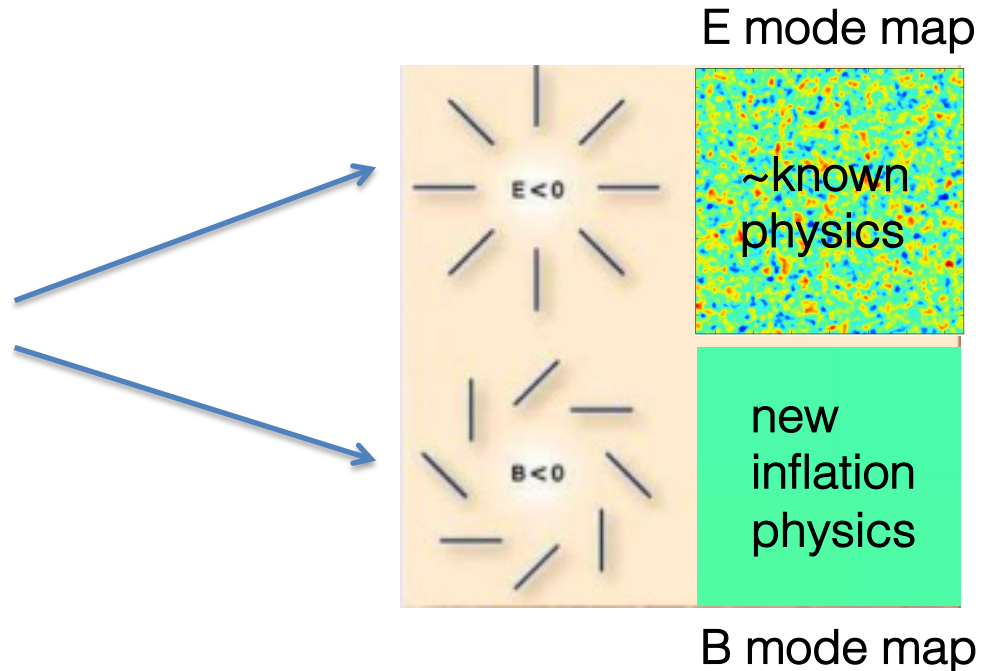 E mode map
E<0
~known
physics
B<0
new
inflation
physics
B mode map